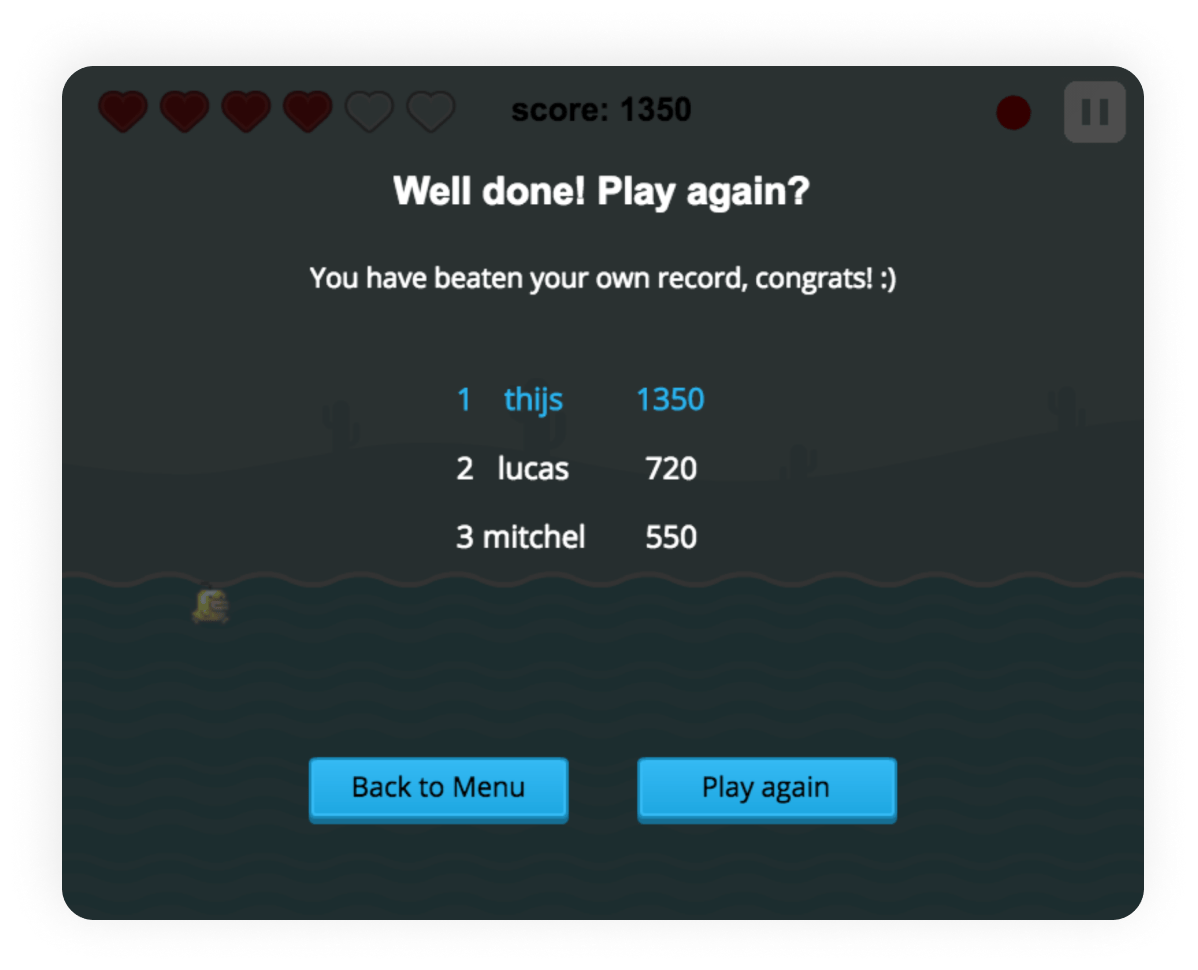 score: 1350
Well done! Play again?
You have beaten your own record, congrats! :)
1 thijs 1350
2 lucas 720
3 mitchel 550
Back to Menu Play again